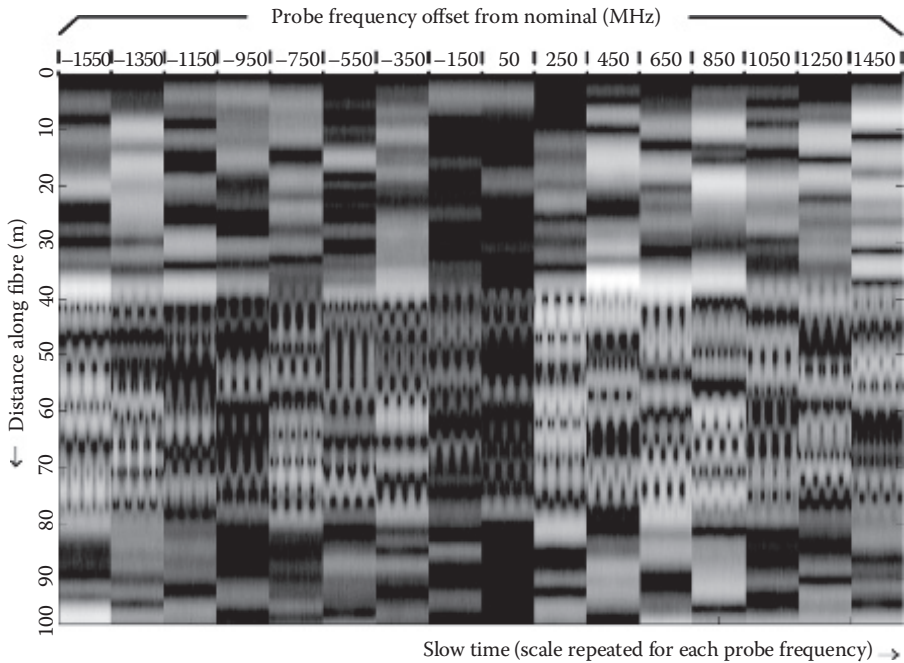 Probe frequency offset from nominal (MHz)
–1550 –1350 –1150 –950 –750 –550 –350 –150 50 250 450 650 850 1050 1250 1450
0
10
20
30
40
50
60
70
80
90
100
← Distance along fibre (m)
Slow time (scale repeated for each probe frequency) →